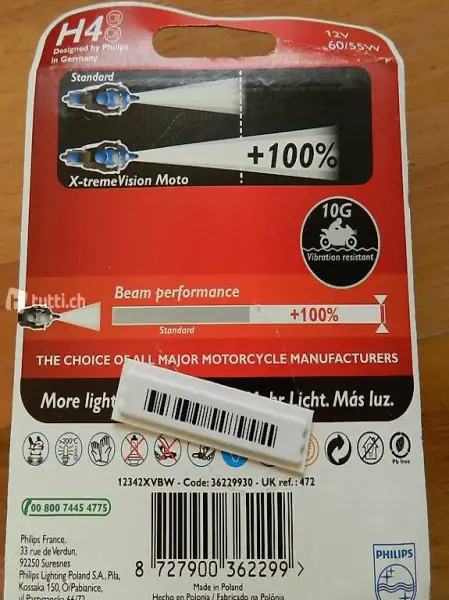 H4
Designed by Philips
in Germany
12V
60/55W
Standard
+100%
X-tremeVision Moto
10G
Vibration resistant
tutti.ch
Beam performance
+100%
Standard
THE CHOICE OF ALL MAJOR MOTORCYCLE MANUFACTURERS
More light Licht. Más luz.
>200°C
Pb free
12342XVBW - Code: 36229930 - UK ref.: 472
00 800 7445 4775
Philips France,
33 rue de Verdun,
92250 Suresnes
Philips Lighting Poland S.A., Pila,
Kossaka 150, O/Pabianice,
8 727900 362299 >
PHILIPS
Made in Poland
Hecho en Polonia / Fabricado na Polónia